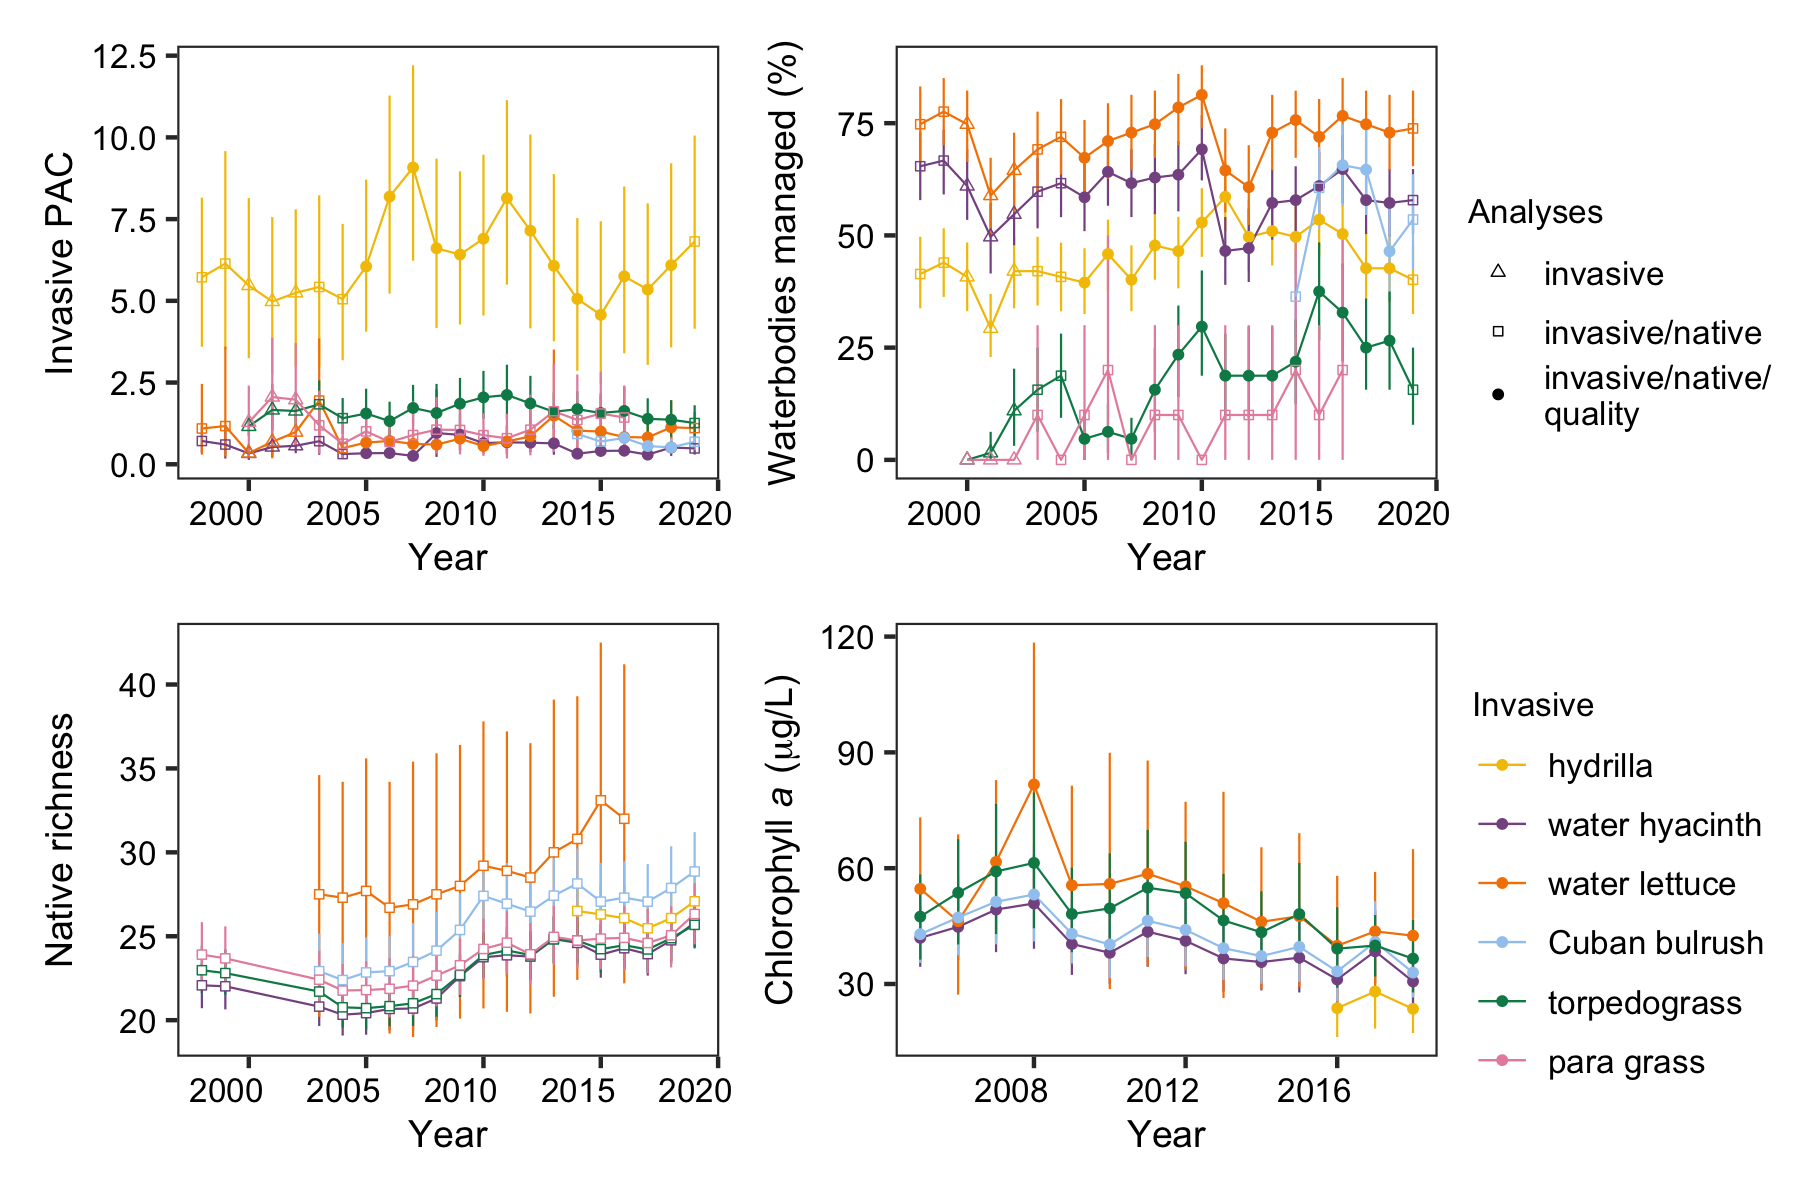 Invasive PAC
12.5
10.0
7.5
5.0
2.5
0.0
2000 2005 2010 2015 2020
Year
Waterbodies managed (%)
75
50
25
0
2000 2005 2010 2015 2020
Year
Analyses
invasive
invasive/native
invasive/native/
quality
Native richness
40
35
30
25
20
2000 2005 2010 2015 2020
Year
Chlorophyll a (μg/L)
120
90
60
30
2008 2012 2016
Year
Invasive
hydrilla
water hyacinth
water lettuce
Cuban bulrush
torpedograss
para grass